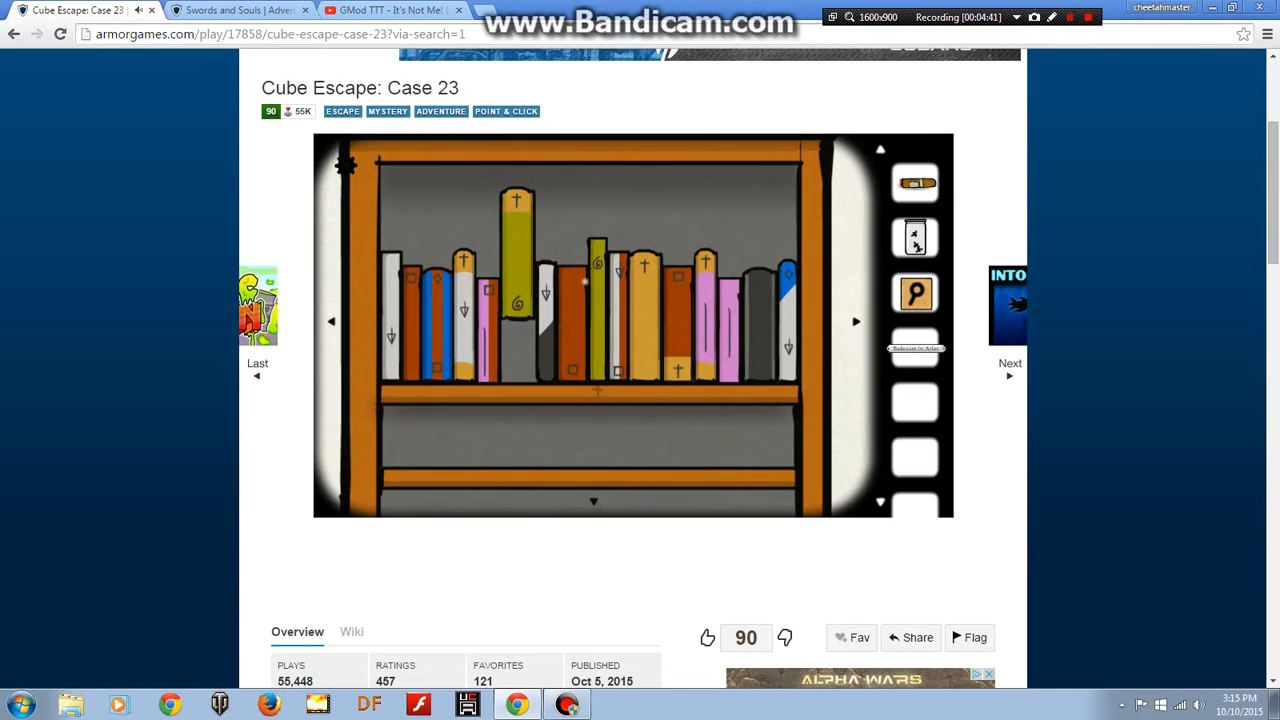 Cube Escape: Case 23
Swords and Souls | Adven
GMod TTT - It's Not Me! (
www.Bandicam.com
1600x900
Recording [00:04:41]
cheetahmaster
armorgames.com/play/17858/cube-escape-case-23?via-search=1
Cube Escape: Case 23
90
55K
ESCAPE
MYSTERY
ADVENTURE
POINT & CLICK
INTO
Last
Next
Overview
Wiki
90
Fav
Share
Flag
PLAYS
RATINGS
FAVORITES
PUBLISHED
55,448
457
121
Oct 5, 2015
ALPHA WARS
DF
3:15 PM
10/10/2015